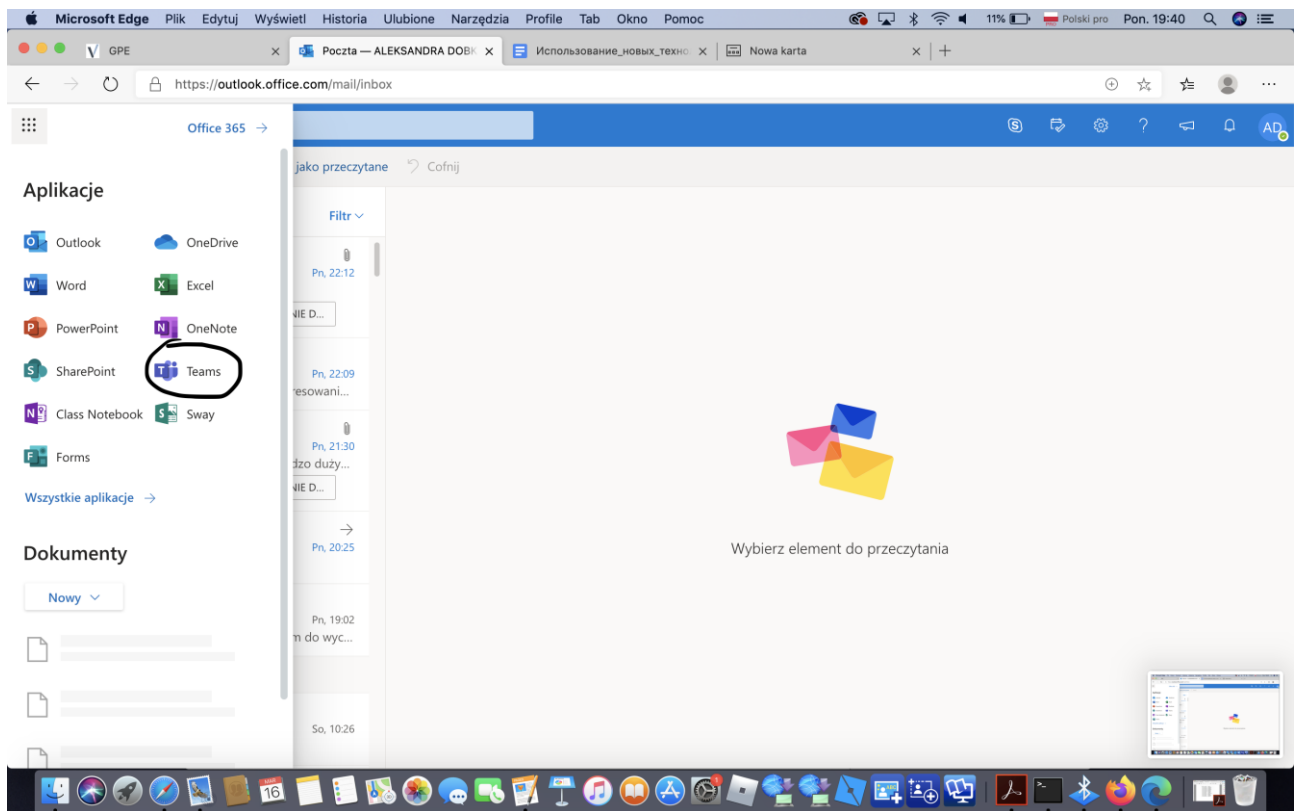 Microsoft Edge Plik Edytuj Wyświetl Historia Ulubione Narzędzia Profile Tab Okno Pomoc 11% Polski pro Pon. 19:40
GPE Poczta — ALEKSANDRA DOBK Использование_новых_техно Nowa karta
https://outlook.office.com/mail/inbox
Office 365 → AD
jako przeczytane Cofnij
Aplikacje
Filtr
Outlook OneDrive
Pn, 22:12
Word Excel
NIE D...
PowerPoint OneNote
SharePoint Teams
Pn, 22:09
resowani...
Class Notebook Sway
Pn, 21:30
Forms
dzo duży...
NIE D...
Wszystkie aplikacje →
Dokumenty
Pn, 20:25
Wybierz element do przeczytania
Nowy
Pn, 19:02
m do wyc...
So, 10:26
16